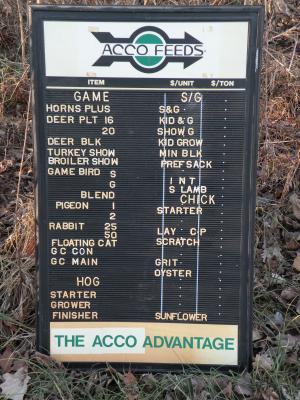 ACCO FEEDS
ITEM $/UNIT $/TON
GAME S/G
HORNS PLUS S&G
DEER PLT 16 KID & G
20 SHOW G
DEER BLK KID GROW
TURKEY SHOW MIN BLK
BROILER SHOW PREF SACK
GAME BIRD S
G INT
BLEND S LAMB
CHICK
PIGEON 1 STARTER
2
RABBIT 25 LAY C P
50 SCRATCH
FLOATING CAT
GC CON
GC MAIN GRIT
OYSTER
HOG
STARTER
GROWER
FINISHER SUNFLOWER
THE ACCO ADVANTAGE